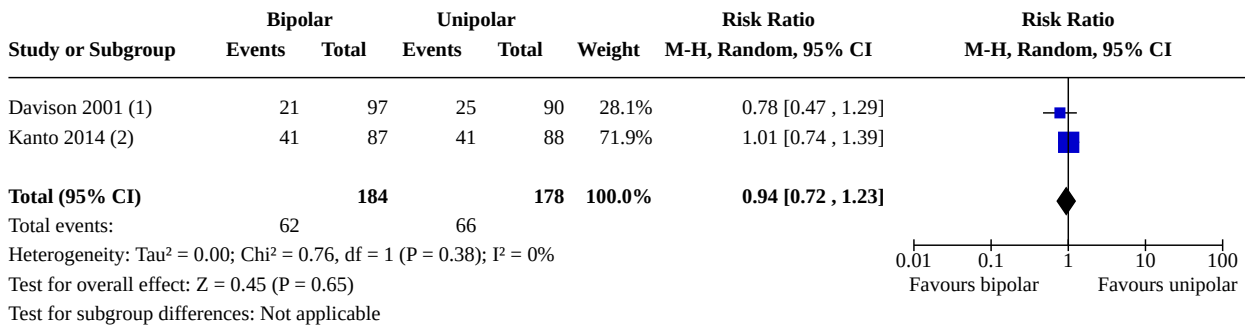 Bipolar Unipolar Risk Ratio Risk Ratio
Study or Subgroup Events Total Events Total Weight M-H, Random, 95% CI M-H, Random, 95% CI
Davison 2001 (1) 21 97 25 90 28.1% 0.78 [0.47 , 1.29]
Kanto 2014 (2) 41 87 41 88 71.9% 1.01 [0.74 , 1.39]
Total (95% CI) 184 178 100.0% 0.94 [0.72 , 1.23]
Total events: 62 66
Heterogeneity: Tau² = 0.00; Chi² = 0.76, df = 1 (P = 0.38); I² = 0%
0.01 0.1 1 10 100
Test for overall effect: Z = 0.45 (P = 0.65) Favours bipolar Favours unipolar
Test for subgroup differences: Not applicable